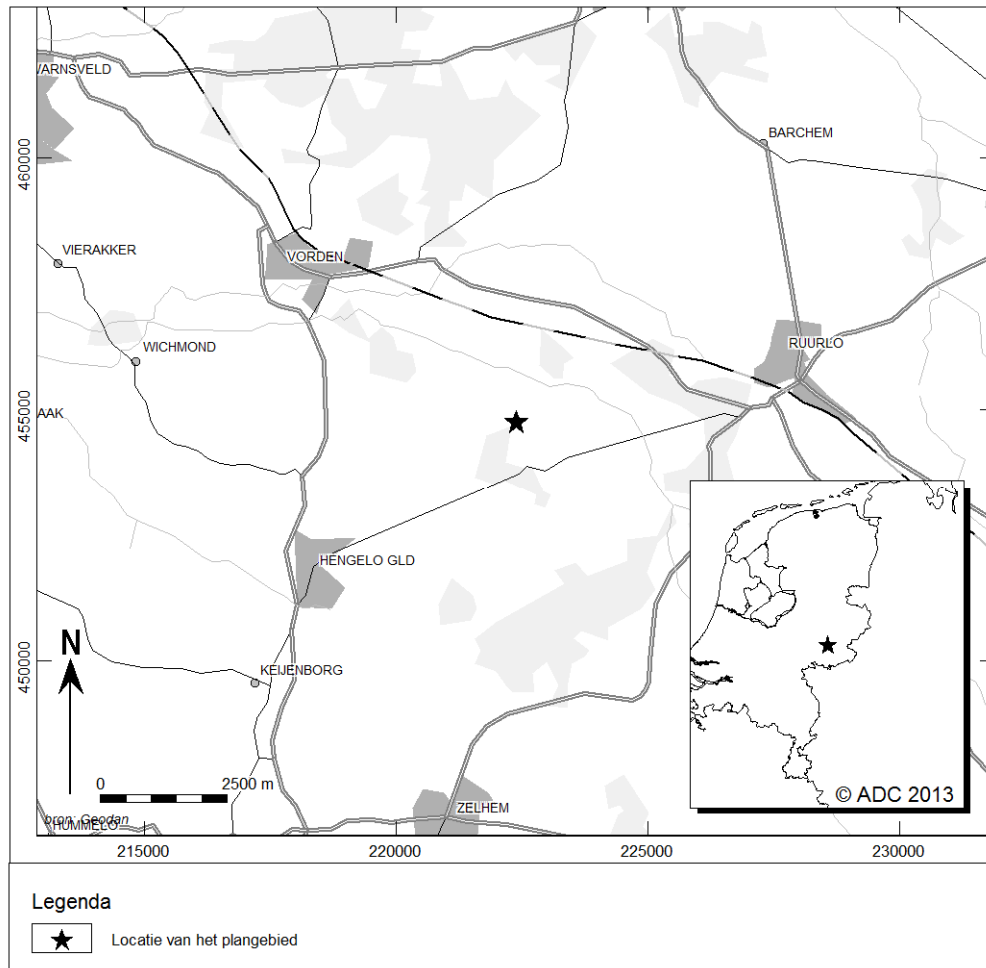 WARNSVELD
BARCHEM
VIERAKKER
VORDEN
WICHMOND
RUURLO
AAK
HENGELO GLD
KEIJENBORG
ZELHEM
HUMMELO
460000
455000
450000
N
0 2500 m
bron: Geodan
© ADC 2013
215000 220000 225000 230000
Legenda
Locatie van het plangebied